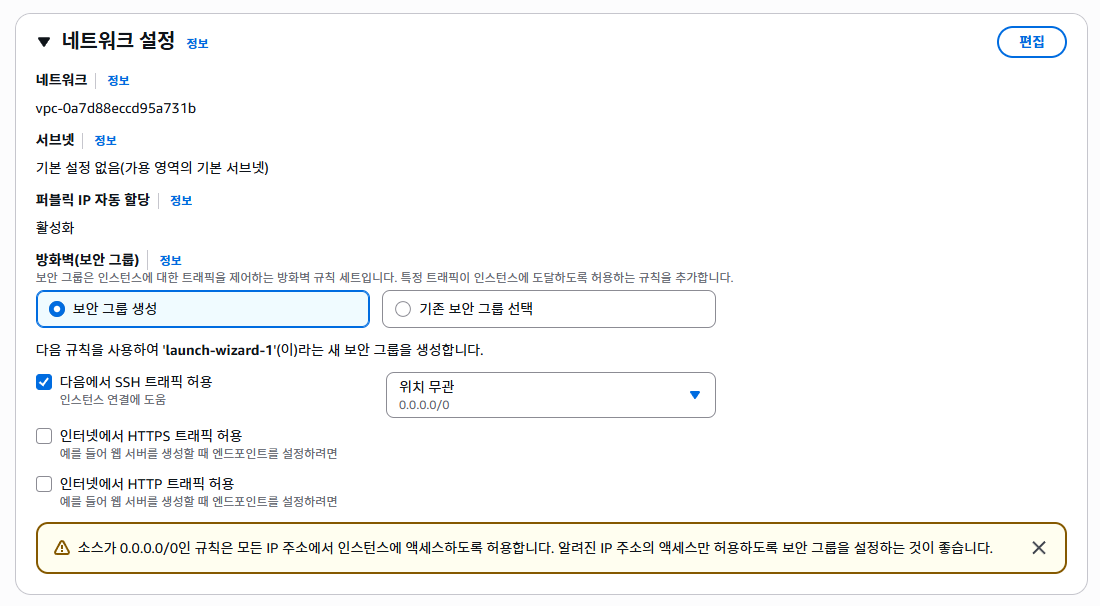 네트워크 설정 정보
편집
네트워크 정보
vpc-0a7d88eccd95a731b
서브넷 정보
기본 설정 없음(가용 영역의 기본 서브넷)
퍼블릭 IP 자동 할당 정보
활성화
방화벽(보안 그룹) 정보
보안 그룹은 인스턴스에 대한 트래픽을 제어하는 방화벽 규칙 세트입니다. 특정 트래픽이 인스턴스에 도달하도록 허용하는 규칙을 추가합니다.
보안 그룹 생성
기존 보안 그룹 선택
다음 규칙을 사용하여 'launch-wizard-1'(이)라는 새 보안 그룹을 생성합니다.
다음에서 SSH 트래픽 허용
인스턴스 연결에 도움
위치 무관
0.0.0.0/0
인터넷에서 HTTPS 트래픽 허용
예를 들어 웹 서버를 생성할 때 엔드포인트를 설정하려면
인터넷에서 HTTP 트래픽 허용
예를 들어 웹 서버를 생성할 때 엔드포인트를 설정하려면
소스가 0.0.0.0/0인 규칙은 모든 IP 주소에서 인스턴스에 액세스하도록 허용합니다. 알려진 IP 주소의 액세스만 허용하도록 보안 그룹을 설정하는 것이 좋습니다.